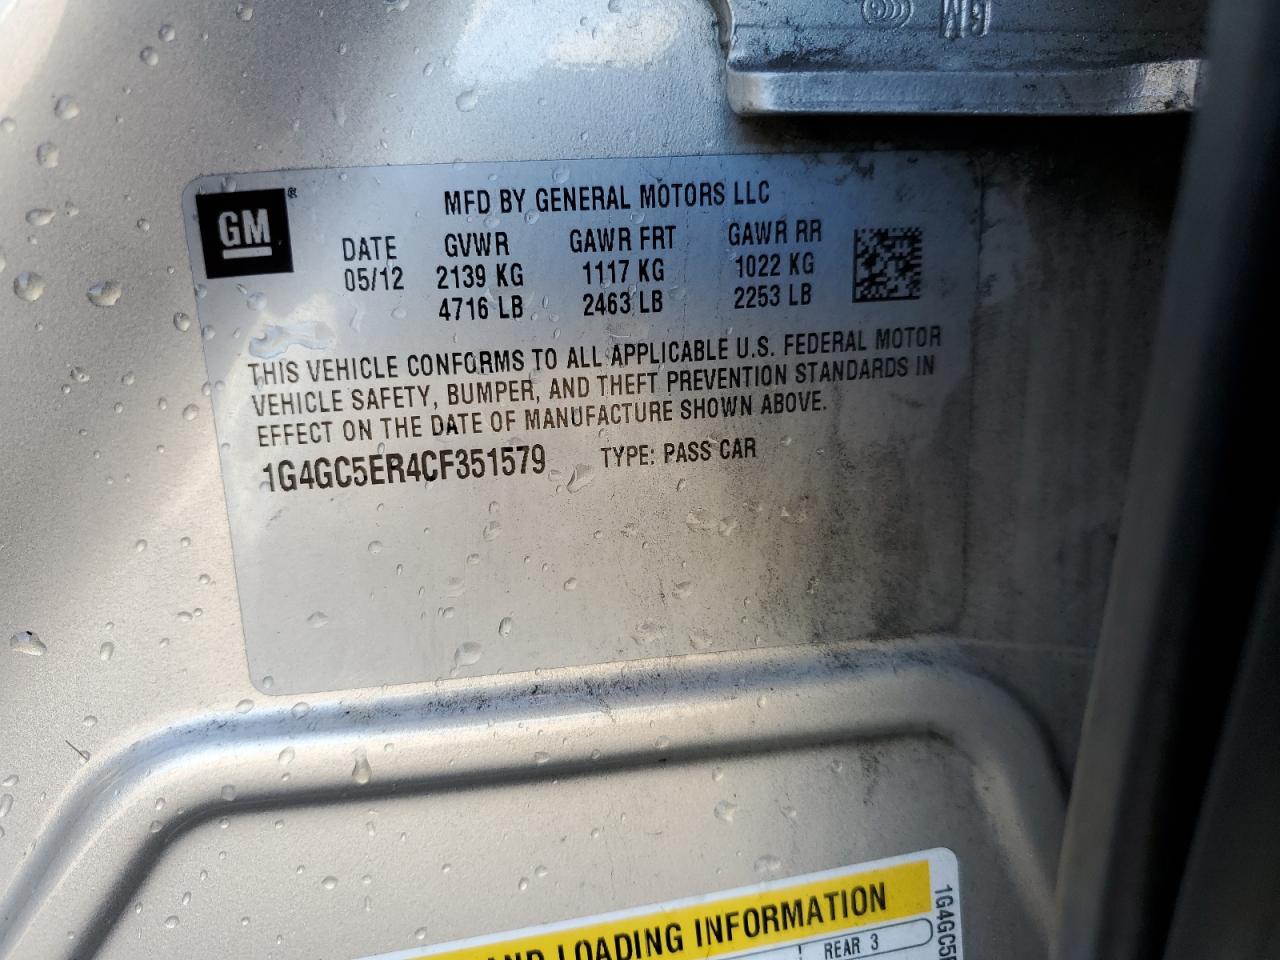 GM
MFD BY GENERAL MOTORS LLC
DATE GVWR GAWR FRT GAWR RR
05/12 2139 KG 1117 KG 1022 KG
4716 LB 2463 LB 2253 LB
THIS VEHICLE CONFORMS TO ALL APPLICABLE U.S. FEDERAL MOTOR
VEHICLE SAFETY, BUMPER, AND THEFT PREVENTION STANDARDS IN
EFFECT ON THE DATE OF MANUFACTURE SHOWN ABOVE.
1G4GC5ER4CF351579 TYPE: PASS CAR
AND LOADING INFORMATION
REAR 3
1G4GC5
GM